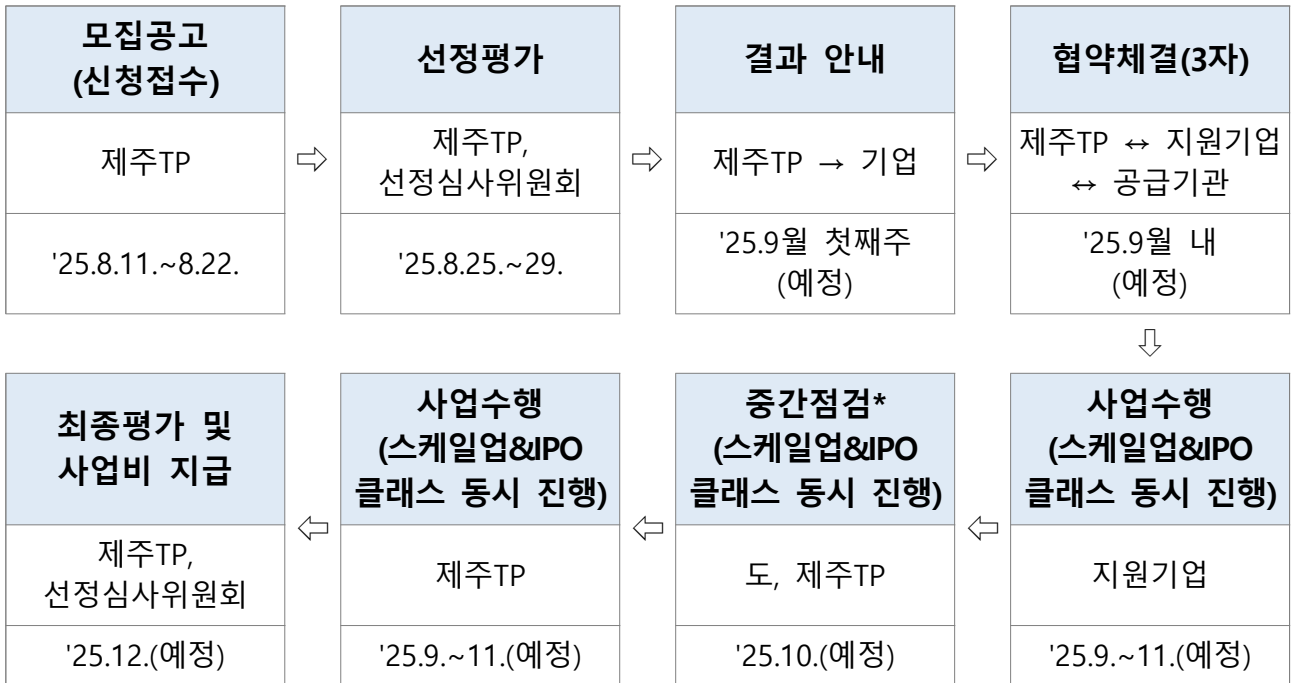 모집공고
(신청접수)
제주TP
'25.8.11.~8.22.
⇨
선정평가
제주TP,
선정심사위원회
'25.8.25.~29.
⇨
결과 안내
제주TP → 기업
'25.9월 첫째주
(예정)
⇨
협약체결(3자)
제주TP ↔ 지원기업
↔ 공급기관
'25.9월 내
(예정)
⇩
사업수행
(스케일업&IPO
클래스 동시 진행)
지원기업
'25.9.~11.(예정)
⇦
중간점검*
(스케일업&IPO
클래스 동시 진행)
도, 제주TP
'25.10.(예정)
⇦
사업수행
(스케일업&IPO
클래스 동시 진행)
제주TP
'25.9.~11.(예정)
⇦
최종평가 및
사업비 지급
제주TP,
선정심사위원회
'25.12.(예정)